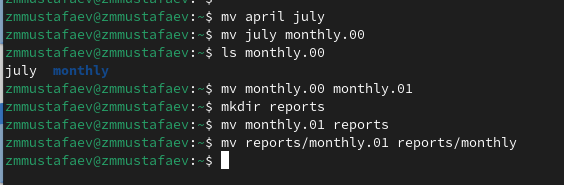 zmmustafaev@zmmustafaev:~$ mv april july
zmmustafaev@zmmustafaev:~$ mv july monthly.00
zmmustafaev@zmmustafaev:~$ ls monthly.00
july  monthly
zmmustafaev@zmmustafaev:~$ mv monthly.00 monthly.01
zmmustafaev@zmmustafaev:~$ mkdir reports
zmmustafaev@zmmustafaev:~$ mv monthly.01 reports
zmmustafaev@zmmustafaev:~$ mv reports/monthly.01 reports/monthly
zmmustafaev@zmmustafaev:~$